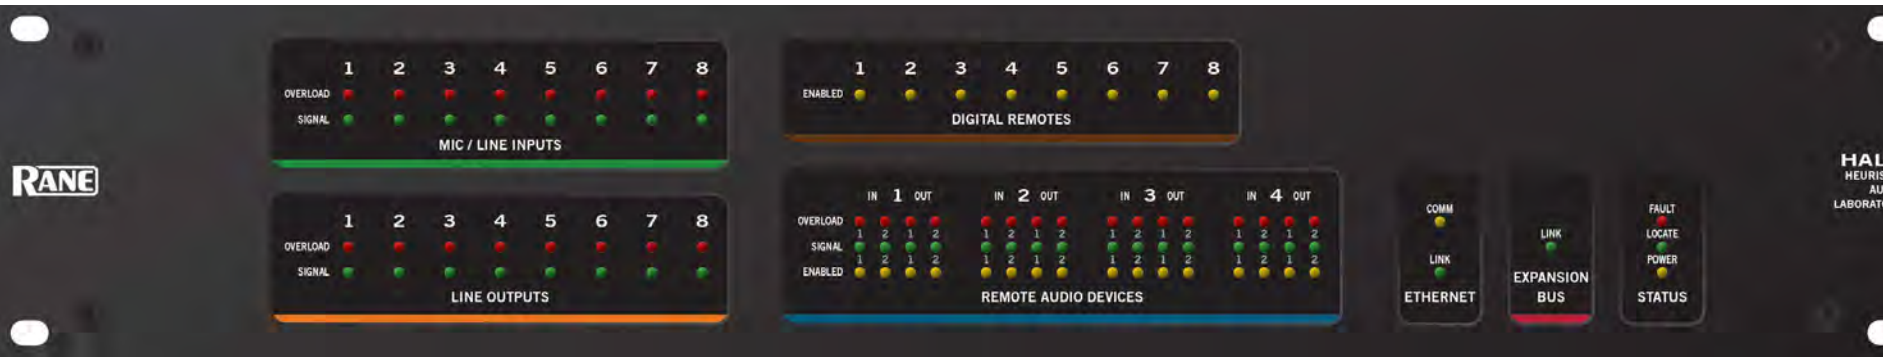 1 2 3 4 5 6 7 8
OVERLOAD
SIGNAL
MIC / LINE INPUTS
1 2 3 4 5 6 7 8
ENABLED
DIGITAL REMOTES
RANE
1 2 3 4 5 6 7 8
OVERLOAD
SIGNAL
LINE OUTPUTS
IN 1 OUT IN 2 OUT IN 3 OUT IN 4 OUT
OVERLOAD
1 2 1 2 1 2 1 2 1 2 1 2 1 2 1 2
SIGNAL
1 2 1 2 1 2 1 2 1 2 1 2 1 2 1 2
ENABLED
REMOTE AUDIO DEVICES
COMM
LINK
ETHERNET
LINK
EXPANSION
BUS
FAULT
LOCATE
POWER
STATUS
HAL
HEURIS
AU
LABORAT